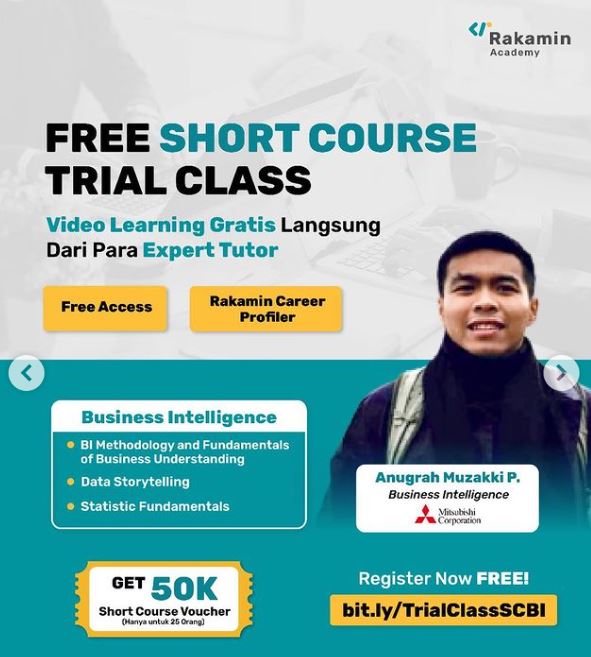 Rakamin
Academy
FREE SHORT COURSE
TRIAL CLASS
Video Learning Gratis Langsung
Dari Para Expert Tutor
Free Access
Rakamin Career
Profiler
Business Intelligence
BI Methodology and Fundamentals
of Business Understanding
Data Storytelling
Statistic Fundamentals
Anugrah Muzakki P.
Business Intelligence
Mitsubishi
Corporation
GET 50K
Short Course Voucher
(Hanya untuk 25 Orang)
Register Now FREE!
bit.ly/TrialClassSCBI